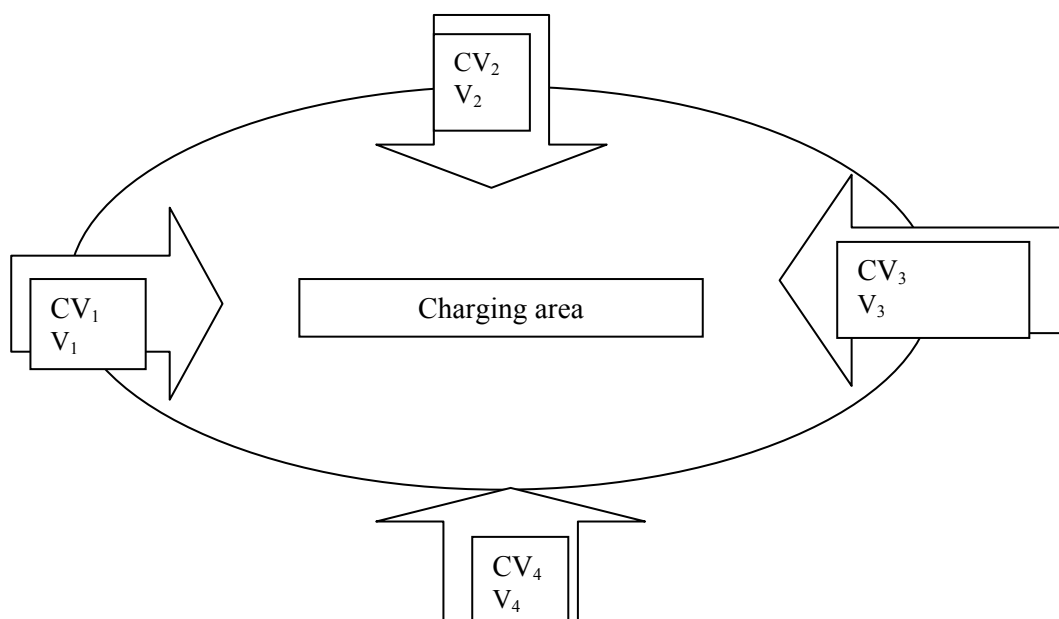 CV₂
V₂
CV₁
V₁
Charging area
CV₃
V₃
CV₄
V₄